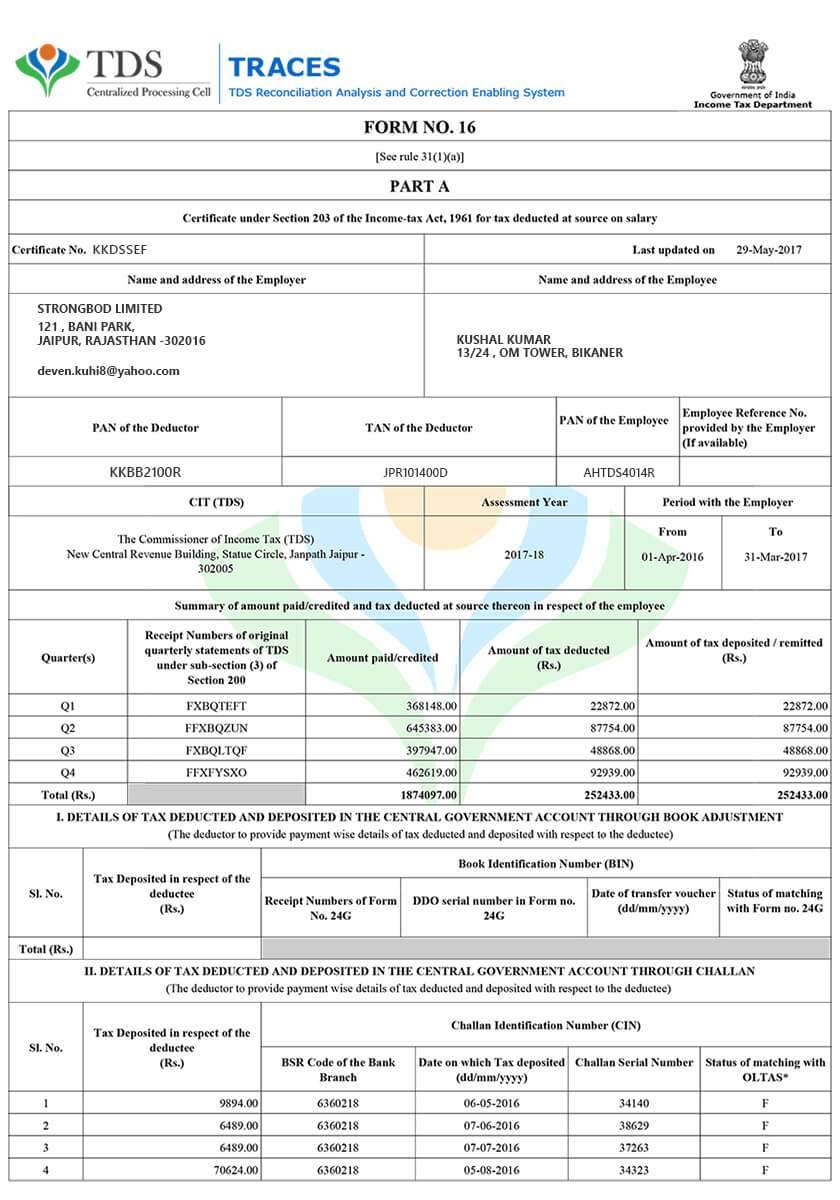 TDS
Centralized Processing Cell
TRACES
TDS Reconciliation Analysis and Correction Enabling System
Government of India
Income Tax Department
FORM NO. 16
[See rule 31(1)(a)]
PART A
Certificate under Section 203 of the Income-tax Act, 1961 for tax deducted at source on salary
Certificate No. KKDSSEF
Last updated on 29-May-2017
Name and address of the Employer
Name and address of the Employee
STRONGBOD LIMITED
121 , BANI PARK,
JAIPUR, RAJASTHAN -302016
deven.kuhi8@yahoo.com
KUSHAL KUMAR
13/24 , OM TOWER, BIKANER
PAN of the Deductor
TAN of the Deductor
PAN of the Employee
Employee Reference No.
provided by the Employer
(If available)
KKBB2100R
JPR101400D
AHTDS4014R
CIT (TDS)
Assessment Year
Period with the Employer
The Commissioner of Income Tax (TDS)
New Central Revenue Building, Statue Circle, Janpath Jaipur -
302005
2017-18
From
To
01-Apr-2016
31-Mar-2017
Summary of amount paid/credited and tax deducted at source thereon in respect of the employee
Quarter(s)
Receipt Numbers of original
quarterly statements of TDS
under sub-section (3) of
Section 200
Amount paid/credited
Amount of tax deducted
(Rs.)
Amount of tax deposited / remitted
(Rs.)
Q1 FXBQTEFT 368148.00 22872.00 22872.00
Q2 FFXBQZUN 645383.00 87754.00 87754.00
Q3 FXBQLTQF 397947.00 48868.00 48868.00
Q4 FFXFYSXO 462619.00 92939.00 92939.00
Total (Rs.) 1874097.00 252433.00 252433.00
I. DETAILS OF TAX DEDUCTED AND DEPOSITED IN THE CENTRAL GOVERNMENT ACCOUNT THROUGH BOOK ADJUSTMENT
(The deductor to provide payment wise details of tax deducted and deposited with respect to the deductee)
Sl. No.
Tax Deposited in respect of the
deductee
(Rs.)
Book Identification Number (BIN)
Receipt Numbers of Form
No. 24G
DDO serial number in Form no.
24G
Date of transfer voucher
(dd/mm/yyyy)
Status of matching
with Form no. 24G
Total (Rs.)
II. DETAILS OF TAX DEDUCTED AND DEPOSITED IN THE CENTRAL GOVERNMENT ACCOUNT THROUGH CHALLAN
(The deductor to provide payment wise details of tax deducted and deposited with respect to the deductee)
Sl. No.
Tax Deposited in respect of the
deductee
(Rs.)
Challan Identification Number (CIN)
BSR Code of the Bank
Branch
Date on which Tax deposited
(dd/mm/yyyy)
Challan Serial Number
Status of matching with
OLTAS*
1 9894.00 6360218 06-05-2016 34140 F
2 6489.00 6360218 07-06-2016 38629 F
3 6489.00 6360218 07-07-2016 37263 F
4 70624.00 6360218 05-08-2016 34323 F